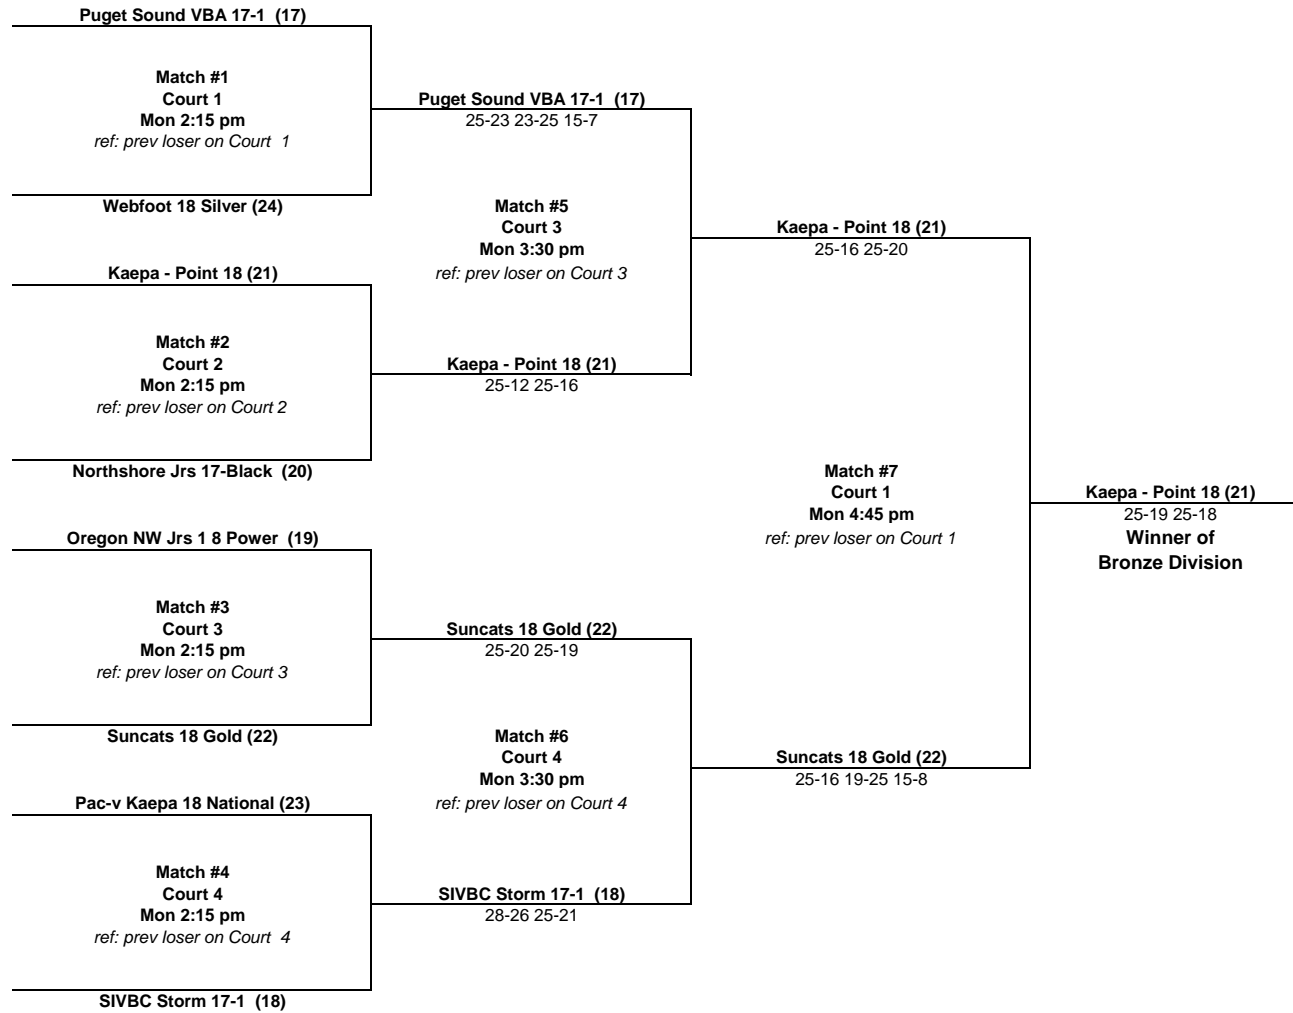 Puget Sound VBA 17-1 (17)
Match #1
Court 1
Mon 2:15 pm
ref: prev loser on Court 1
Webfoot 18 Silver (24)
Kaepa - Point 18 (21)
Match #2
Court 2
Mon 2:15 pm
ref: prev loser on Court 2
Northshore Jrs 17-Black (20)
Oregon NW Jrs 1 8 Power (19)
Match #3
Court 3
Mon 2:15 pm
ref: prev loser on Court 3
Suncats 18 Gold (22)
Pac-v Kaepa 18 National (23)
Match #4
Court 4
Mon 2:15 pm
ref: prev loser on Court 4
SIVBC Storm 17-1 (18)
Puget Sound VBA 17-1 (17)
25-23 23-25 15-7
Match #5
Court 3
Mon 3:30 pm
ref: prev loser on Court 3
Kaepa - Point 18 (21)
25-12 25-16
Suncats 18 Gold (22)
25-20 25-19
Match #6
Court 4
Mon 3:30 pm
ref: prev loser on Court 4
SIVBC Storm 17-1 (18)
28-26 25-21
Kaepa - Point 18 (21)
25-16 25-20
Match #7
Court 1
Mon 4:45 pm
ref: prev loser on Court 1
Suncats 18 Gold (22)
25-16 19-25 15-8
Kaepa - Point 18 (21)
25-19 25-18
Winner of
Bronze Division